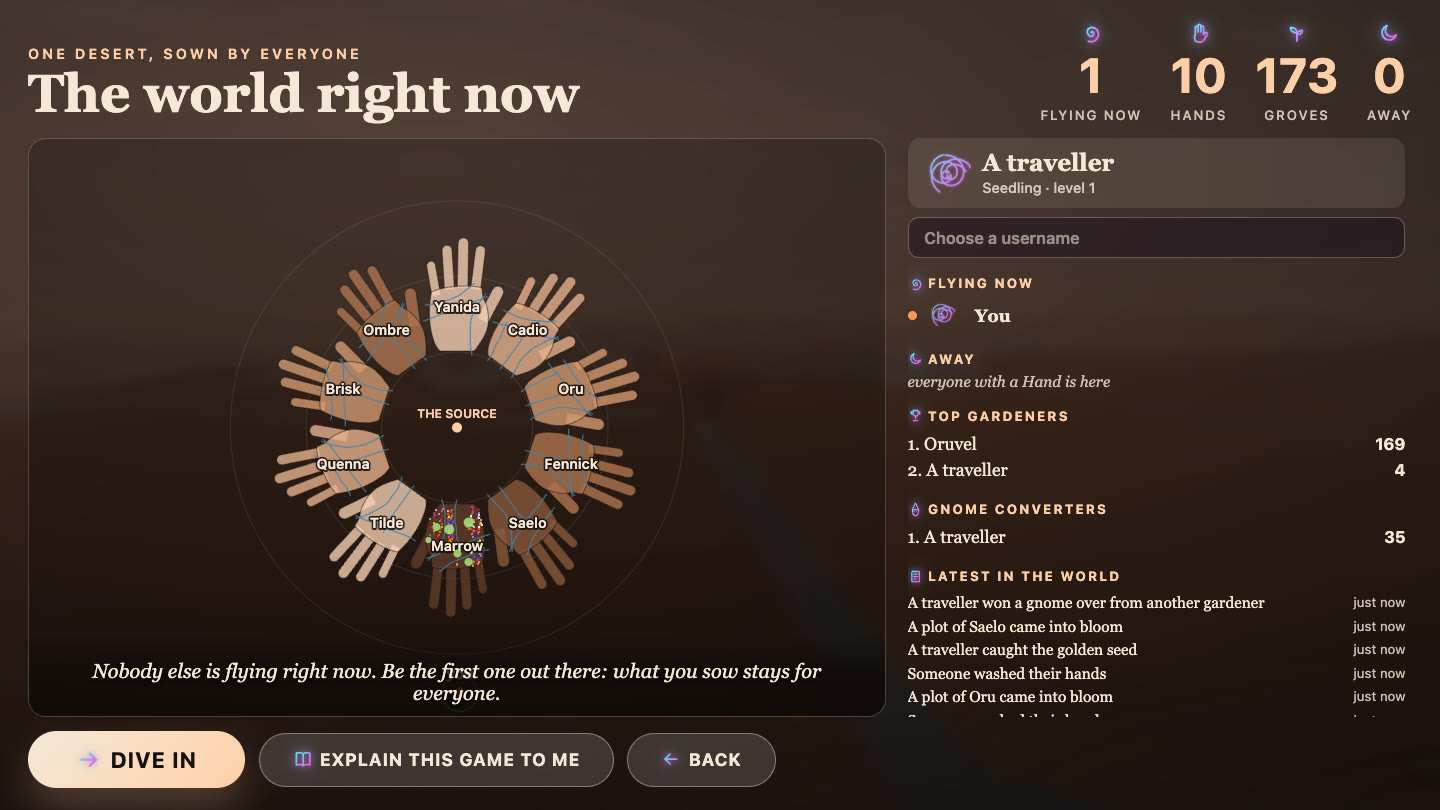 ONE DESERT, SOWN BY EVERYONE
The world right now
1
FLYING NOW
10
HANDS
173
GROVES
0
AWAY
Yanida
Ombre
Cadio
Brisk
Oru
THE SOURCE
Quenna
Fennick
Tilde
Saelo
Marrow
Nobody else is flying right now. Be the first one out there: what you sow stays for
everyone.
A traveller
Seedling · level 1
Choose a username
FLYING NOW
You
AWAY
everyone with a Hand is here
TOP GARDENERS
1. Oruvel 169
2. A traveller 4
GNOME CONVERTERS
1. A traveller 35
LATEST IN THE WORLD
A traveller won a gnome over from another gardener just now
A plot of Saelo came into bloom just now
A traveller caught the golden seed just now
Someone washed their hands just now
A plot of Oru came into bloom just now
DIVE IN
EXPLAIN THIS GAME TO ME
BACK